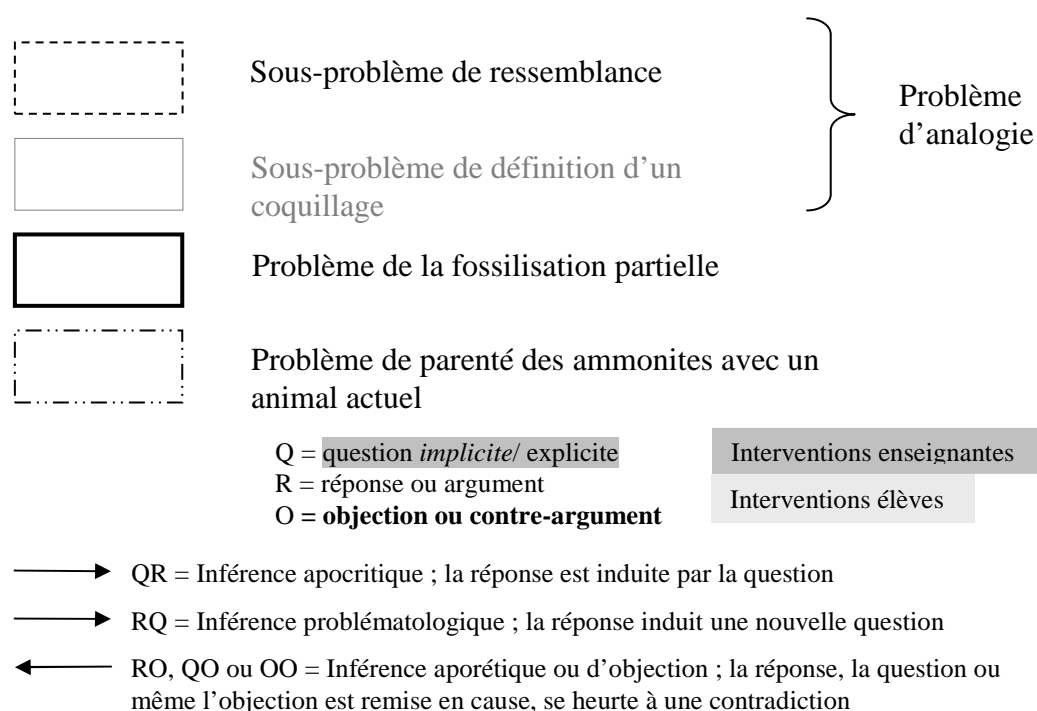 Sous-problème de ressemblance
Problème
d'analogie
Sous-problème de définition d'un
coquillage
Problème de la fossilisation partielle
Problème de parenté des ammonites avec un
animal actuel
Q = question implicite/ explicite
R = réponse ou argument
O = objection ou contre-argument
Interventions enseignantes
Interventions élèves
QR = Inférence apocritique ; la réponse est induite par la question
RQ = Inférence problématologique ; la réponse induit une nouvelle question
RO, QO ou OO = Inférence aporétique ou d'objection ; la réponse, la question ou
même l'objection est remise en cause, se heurte à une contradiction